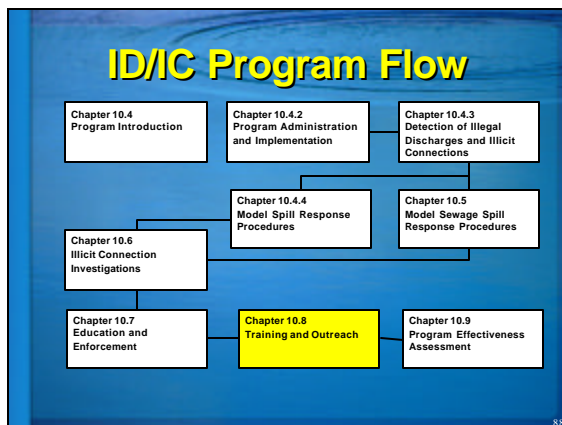 ID/IC Program Flow
Chapter 10.4
Program Introduction
Chapter 10.4.2
Program Administration
and Implementation
Chapter 10.4.3
Detection of Illegal
Discharges and Illicit
Connections
Chapter 10.4.4
Model Spill Response
Procedures
Chapter 10.5
Model Sewage Spill
Response Procedures
Chapter 10.6
Illicit Connection
Investigations
Chapter 10.7
Education and
Enforcement
Chapter 10.8
Training and Outreach
Chapter 10.9
Program Effectiveness
Assessment
88